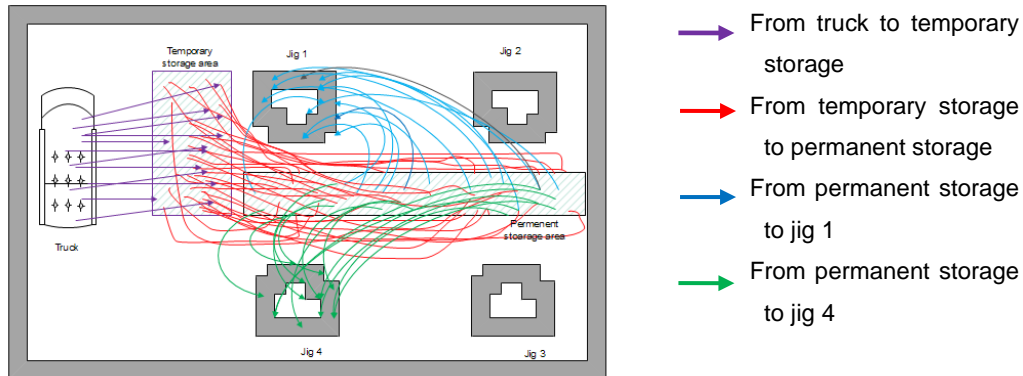 Temporary
storage area
Jig 1
Jig 2
Truck
Permenent
stoarage area
Jig 4
Jig 3
From truck to temporary
storage
From temporary storage
to permanent storage
From permanent storage
to jig 1
From permanent storage
to jig 4